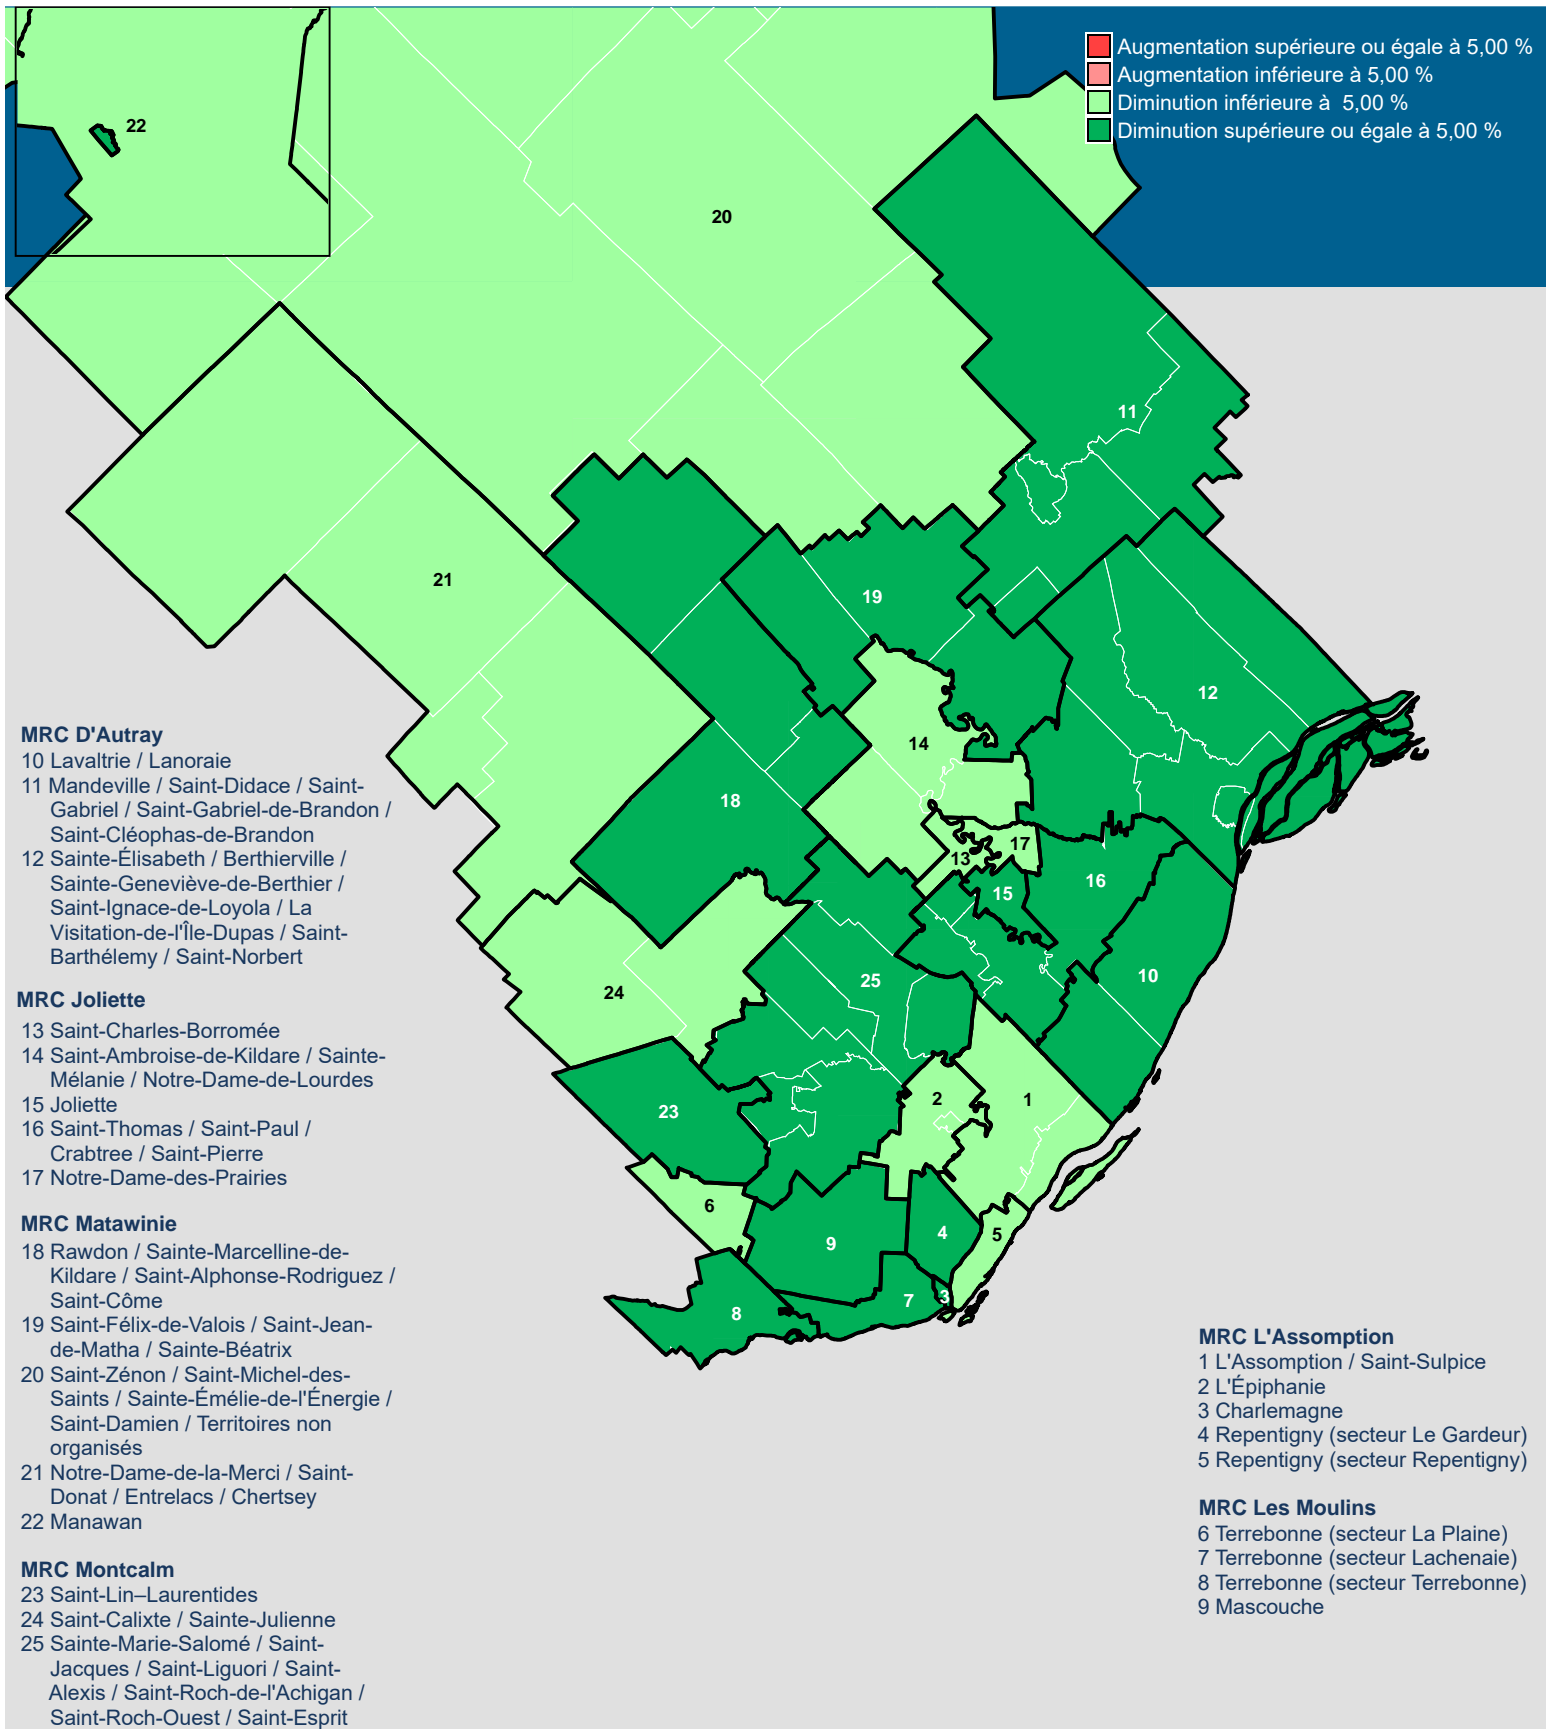 Augmentation supérieure ou égale à 5,00 %
Augmentation inférieure à 5,00 %
Diminution inférieure à 5,00 %
Diminution supérieure ou égale à 5,00 %
22
20
11
21
19
12
14
18
17
13
16
15
10
25
24
2
1
23
6
4
5
9
3
7
8
MRC D'Autray
10 Lavaltrie / Lanoraie
11 Mandeville / Saint-Didace / Saint-
Gabriel / Saint-Gabriel-de-Brandon /
Saint-Cléophas-de-Brandon
12 Sainte-Élisabeth / Berthierville /
Sainte-Geneviève-de-Berthier /
Saint-Ignace-de-Loyola / La
Visitation-de-l'Île-Dupas / Saint-
Barthélemy / Saint-Norbert
MRC Joliette
13 Saint-Charles-Borromée
14 Saint-Ambroise-de-Kildare / Sainte-
Mélanie / Notre-Dame-de-Lourdes
15 Joliette
16 Saint-Thomas / Saint-Paul /
Crabtree / Saint-Pierre
17 Notre-Dame-des-Prairies
MRC Matawinie
18 Rawdon / Sainte-Marcelline-de-
Kildare / Saint-Alphonse-Rodriguez /
Saint-Côme
19 Saint-Félix-de-Valois / Saint-Jean-
de-Matha / Sainte-Béatrix
20 Saint-Zénon / Saint-Michel-des-
Saints / Sainte-Émélie-de-l'Énergie /
Saint-Damien / Territoires non
organisés
21 Notre-Dame-de-la-Merci / Saint-
Donat / Entrelacs / Chertsey
22 Manawan
MRC Montcalm
23 Saint-Lin–Laurentides
24 Saint-Calixte / Sainte-Julienne
25 Sainte-Marie-Salomé / Saint-
Jacques / Saint-Liguori / Saint-
Alexis / Saint-Roch-de-l'Achigan /
Saint-Roch-Ouest / Saint-Esprit
MRC L'Assomption
1 L'Assomption / Saint-Sulpice
2 L'Épiphanie
3 Charlemagne
4 Repentigny (secteur Le Gardeur)
5 Repentigny (secteur Repentigny)
MRC Les Moulins
6 Terrebonne (secteur La Plaine)
7 Terrebonne (secteur Lachenaie)
8 Terrebonne (secteur Terrebonne)
9 Mascouche